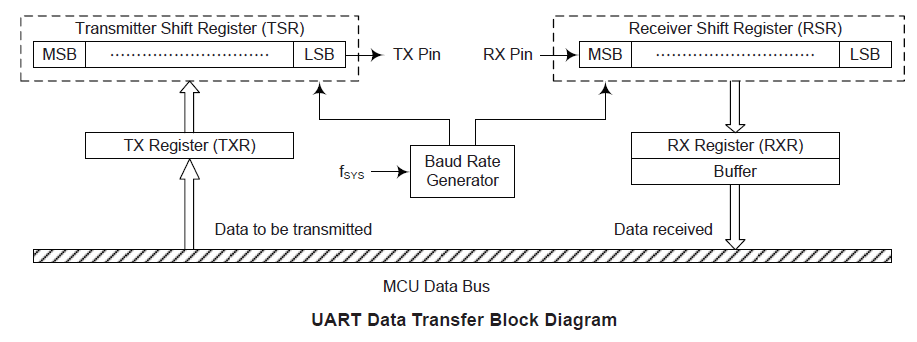 Transmitter Shift Register (TSR)
MSB ................................ LSB
TX Pin
RX Pin
Receiver Shift Register (RSR)
MSB ................................ LSB
TX Register (TXR)
Baud Rate
Generator
fSYS
RX Register (RXR)
Buffer
Data to be transmitted
Data received
MCU Data Bus
UART Data Transfer Block Diagram